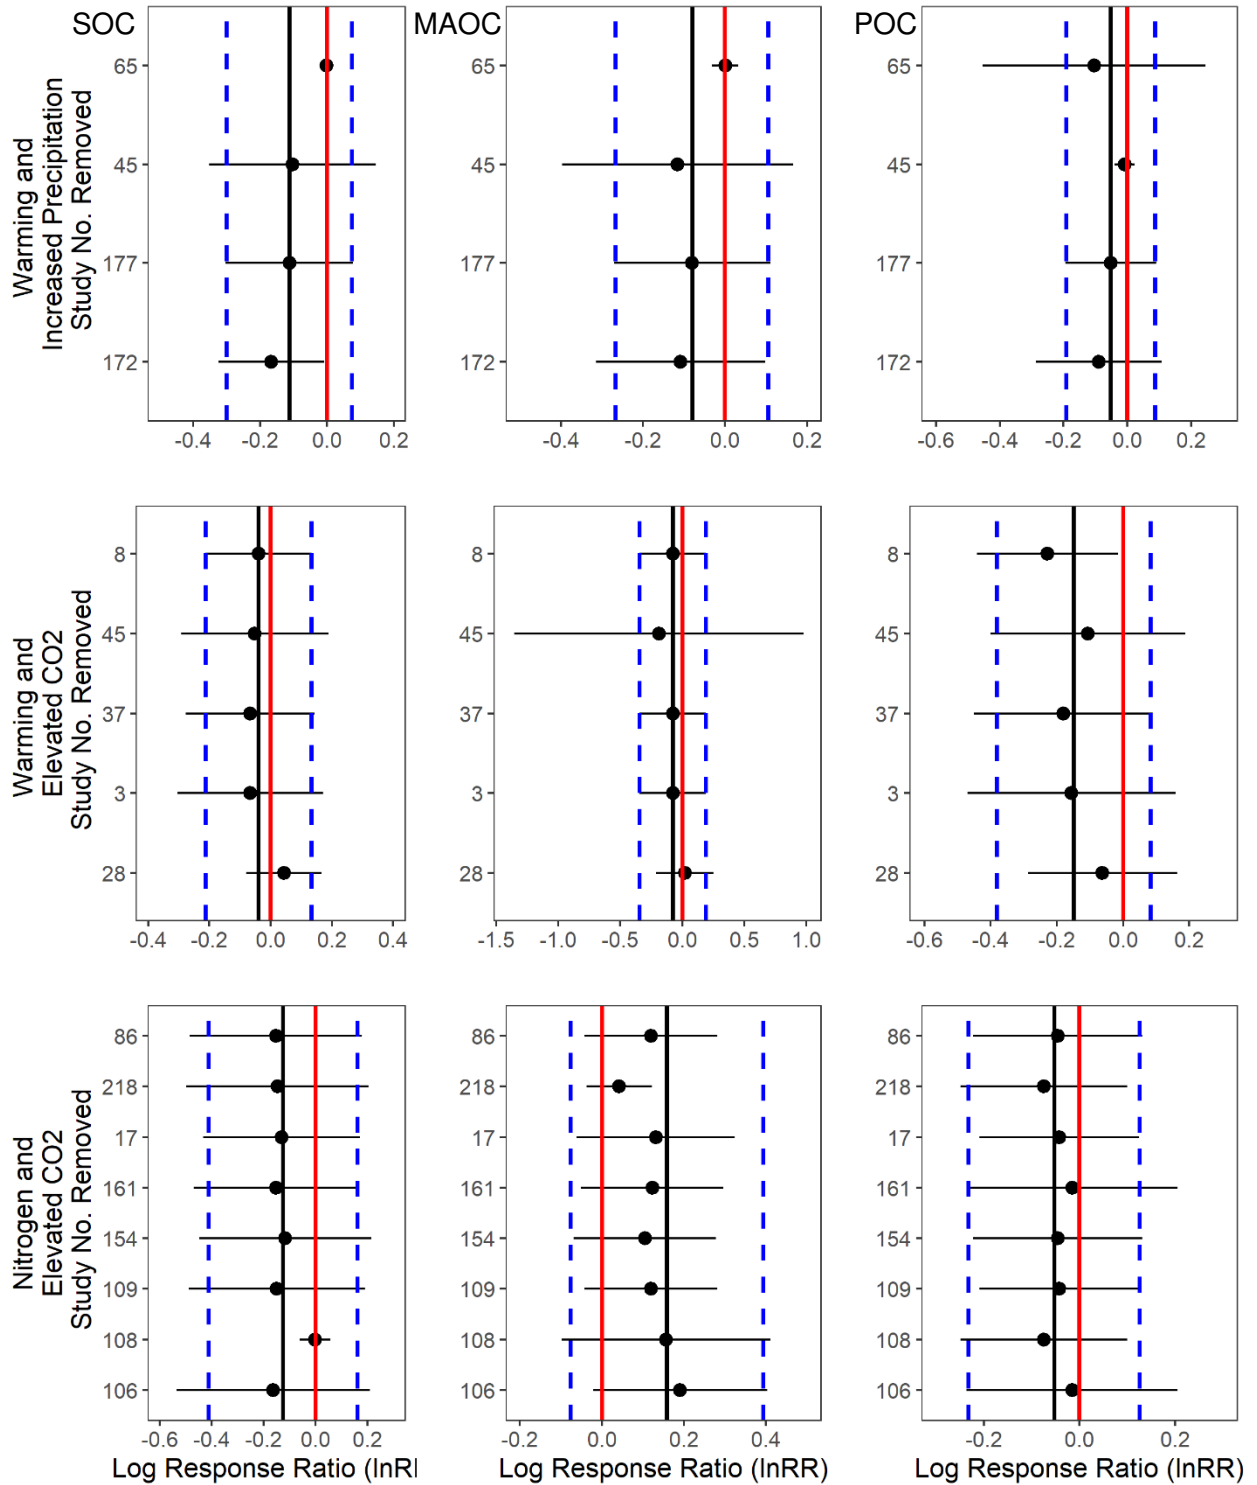 SOC
MAOC
POC
Warming and
Increased Precipitation
Study No. Removed
65
45
177
172
-0.4 -0.2 0.0 0.2
65
45
177
172
-0.4 -0.2 0.0 0.2
65
45
177
172
-0.6 -0.4 -0.2 0.0 0.2
Warming and
Elevated CO2
Study No. Removed
8
45
37
3
28
-0.4 -0.2 0.0 0.2 0.4
8
45
37
3
28
-1.5 -1.0 -0.5 0.0 0.5 1.0
8
45
37
3
28
-0.6 -0.4 -0.2 0.0 0.2
Nitrogen and
Elevated CO2
Study No. Removed
86
218
17
161
154
109
108
106
-0.6 -0.4 -0.2 0.0 0.2
Log Response Ratio (lnRI
86
218
17
161
154
109
108
106
-0.2 0.0 0.2 0.4
Log Response Ratio (lnRR)
86
218
17
161
154
109
108
106
-0.2 0.0 0.2
Log Response Ratio (lnRR)